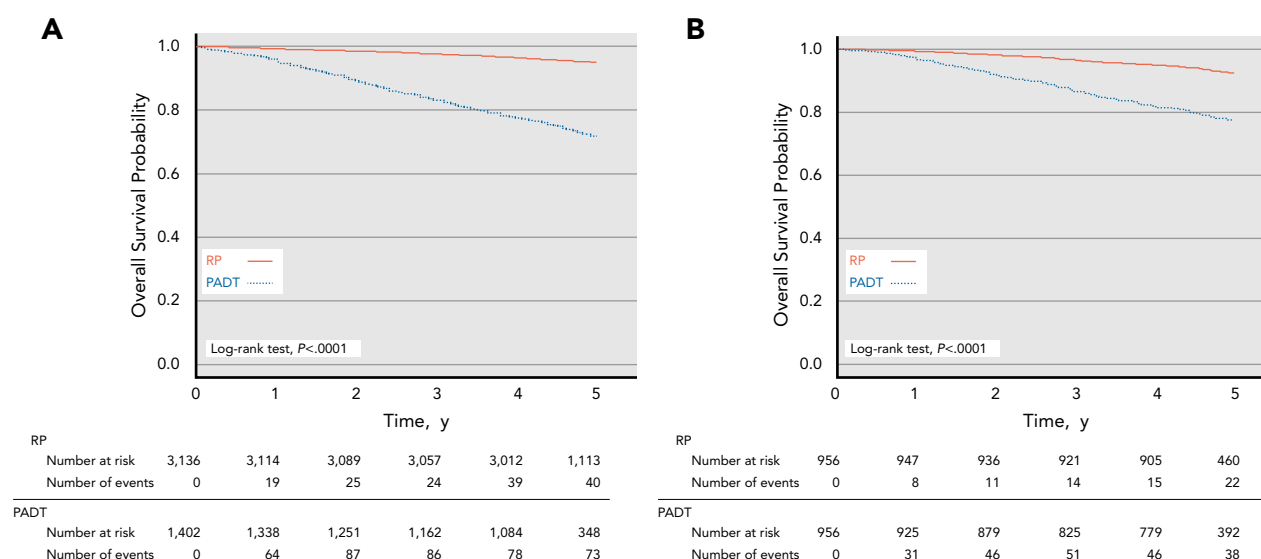 A
1.0
0.8
0.6
0.4
0.2
0.0
Overall Survival Probability
RP
PADT
Log-rank test, P<.0001
0 1 2 3 4 5
Time, y
RP
Number at risk 3,136 3,114 3,089 3,057 3,012 1,113
Number of events 0 19 25 24 39 40
PADT
Number at risk 1,402 1,338 1,251 1,162 1,084 348
Number of events 0 64 87 86 78 73
B
1.0
0.8
0.6
0.4
0.2
0.0
Overall Survival Probability
RP
PADT
Log-rank test, P<.0001
0 1 2 3 4 5
Time, y
RP
Number at risk 956 947 936 921 905 460
Number of events 0 8 11 14 15 22
PADT
Number at risk 956 925 879 825 779 392
Number of events 0 31 46 51 46 38